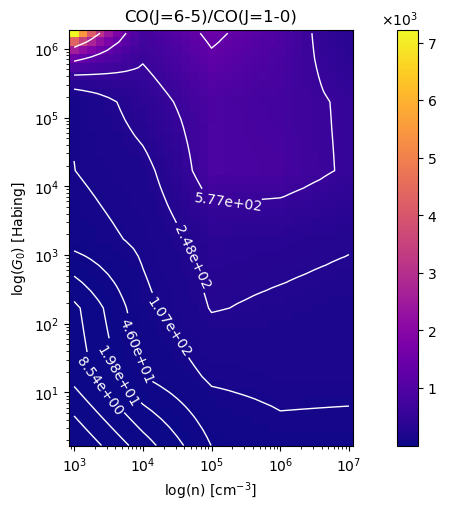 CO(J=6-5)/CO(J=1-0)
×10³
10⁶
10⁵
10⁴
10³
10²
10¹
log(G₀) [Habing]
5.77e+02
2.48e+02
1.07e+02
4.60e+01
1.98e+01
8.54e+00
7
6
5
4
3
2
1
10³ 10⁴ 10⁵ 10⁶ 10⁷
log(n) [cm⁻³]